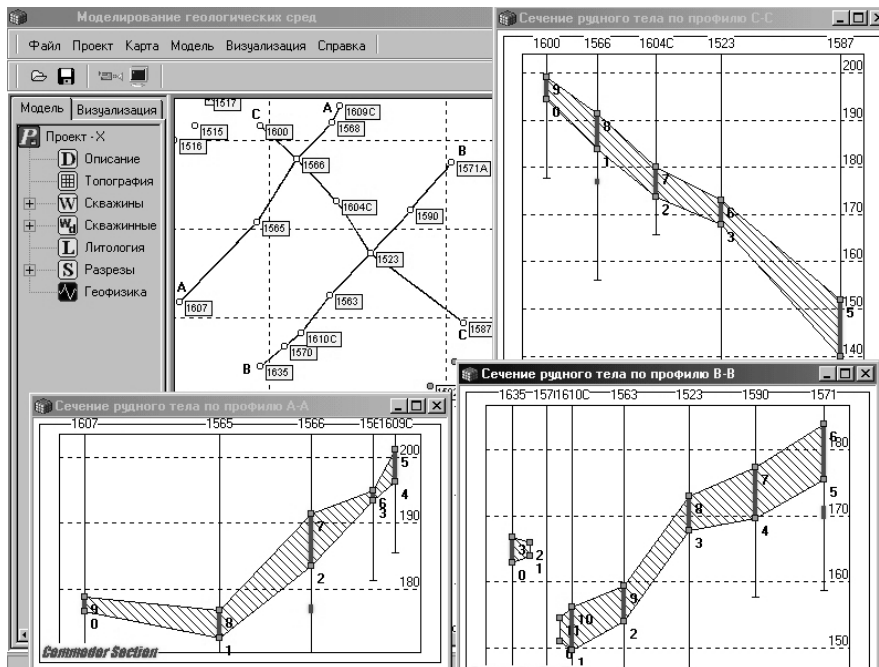 Моделирование геологических сред
Файл Проект Карта Модель Визуализация Справка
Модель Визуализация
Проект - X
Описание
Топография
Скважины
Скважинные
Литология
Разрезы
Геофизика
1517
1515
1516
C
1600
A
1609C
1568
1566
B
1571A
1604C
1590
1565
1523
A
1607
1563
1610C
1570
B
1635
C
1587
Сечение рудного тела по профилю C-C
1600 1566 1604C 1523 1587
200
190
180
170
160
150
140
9
0
8
1
7
2
6
3
5
Сечение рудного тела по профилю A-A
1607 1565 1566 1609C
200
190
180
9
0
8
1
7
2
6
3
5
4
Commodor Section
Сечение рудного тела по профилю B-B
1635 1610C 1563 1523 1590 1571
180
170
160
150
3
0
2
1
10
11
1
9
2
8
3
7
4
6
5